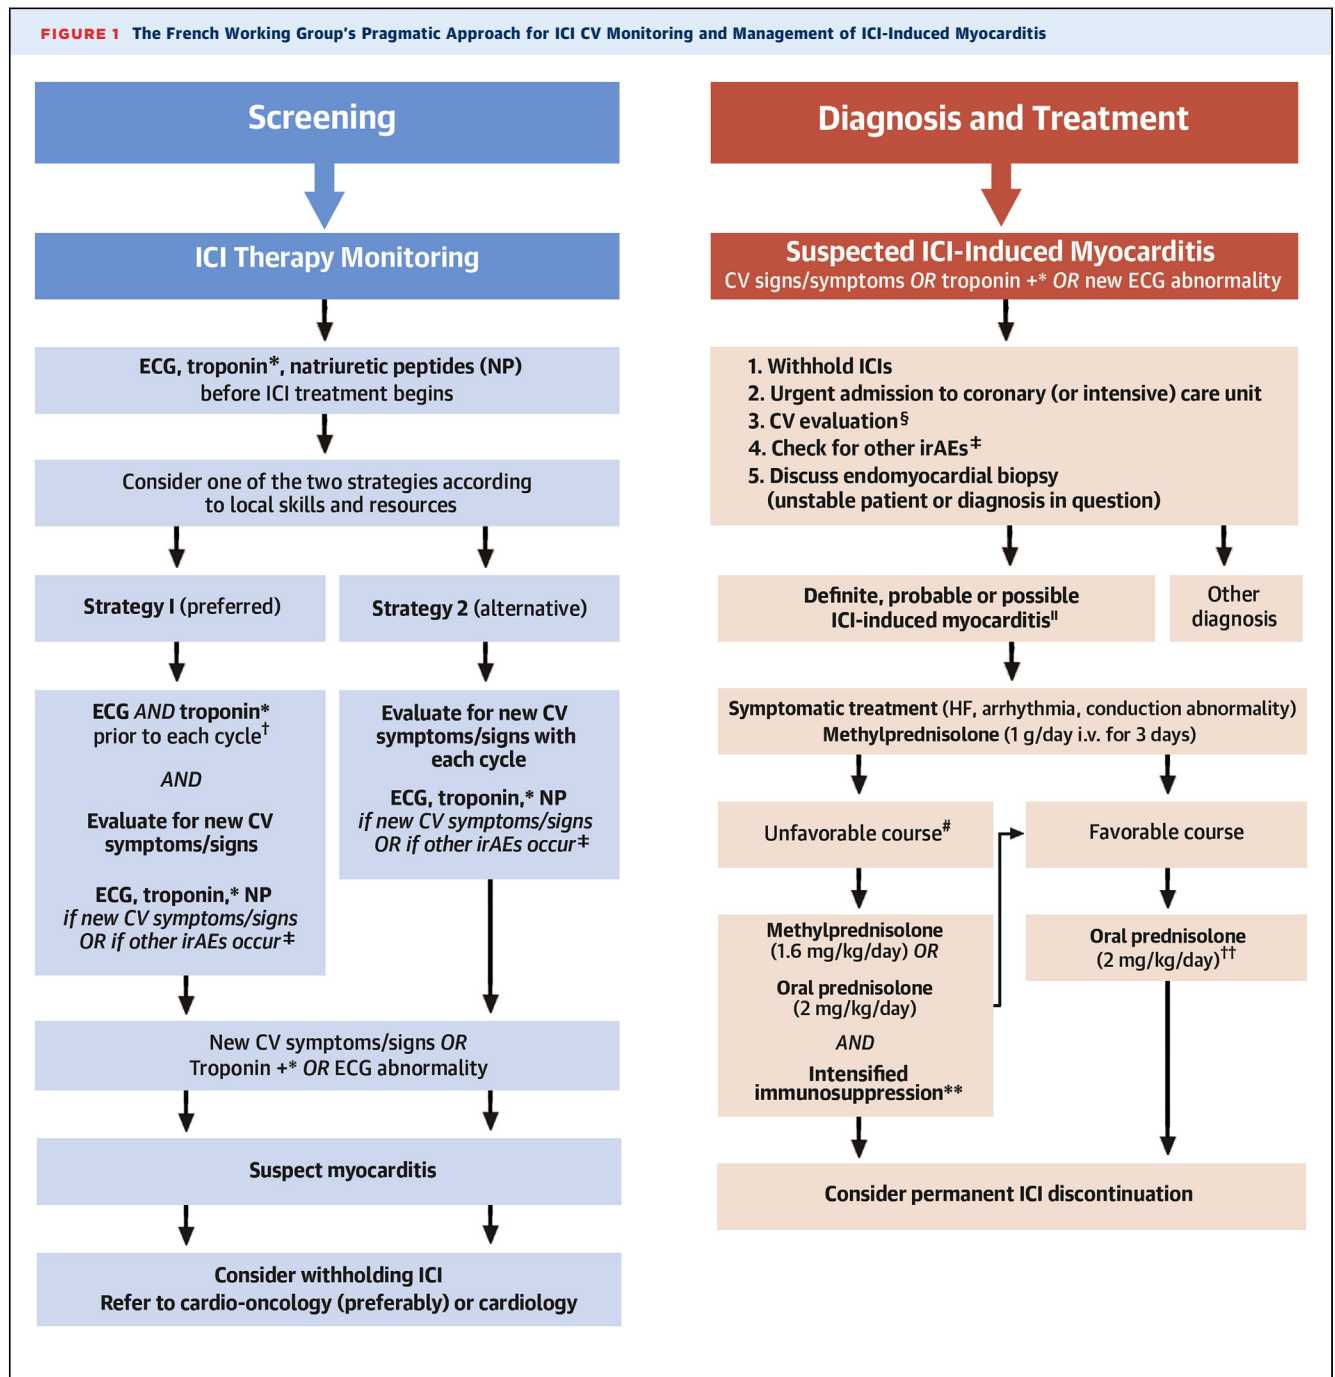 FIGURE 1 The French Working Group's Pragmatic Approach for ICI CV Monitoring and Management of ICI-Induced Myocarditis
Screening
ICI Therapy Monitoring
ECG, troponin*, natriuretic peptides (NP)
before ICI treatment begins
Consider one of the two strategies according
to local skills and resources
Strategy I (preferred)
Strategy 2 (alternative)
ECG AND troponin*
prior to each cycle†
AND
Evaluate for new CV
symptoms/signs
ECG, troponin,* NP
if new CV symptoms/signs
OR if other irAEs occur‡
Evaluate for new CV
symptoms/signs with
each cycle
ECG, troponin,* NP
if new CV symptoms/signs
OR if other irAEs occur‡
New CV symptoms/signs OR
Troponin +* OR ECG abnormality
Suspect myocarditis
Consider withholding ICI
Refer to cardio-oncology (preferably) or cardiology
Diagnosis and Treatment
Suspected ICI-Induced Myocarditis
CV signs/symptoms OR troponin +* OR new ECG abnormality
1. Withhold ICIs
2. Urgent admission to coronary (or intensive) care unit
3. CV evaluation§
4. Check for other irAEs‡
5. Discuss endomyocardial biopsy
(unstable patient or diagnosis in question)
Definite, probable or possible
ICI-induced myocarditis||
Other
diagnosis
Symptomatic treatment (HF, arrhythmia, conduction abnormality)
Methylprednisolone (1 g/day i.v. for 3 days)
Unfavorable course#
Favorable course
Methylprednisolone
(1.6 mg/kg/day) OR
Oral prednisolone
(2 mg/kg/day)
AND
Intensified
immunosuppression**
Oral prednisolone
(2 mg/kg/day)††
Consider permanent ICI discontinuation